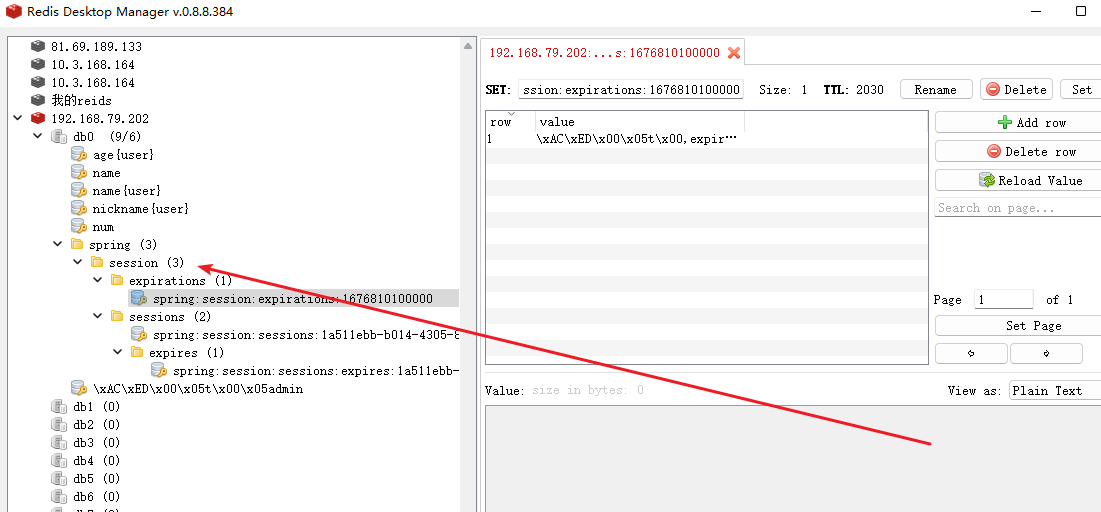 Redis Desktop Manager v.0.8.8.384
81.69.189.133
10.3.168.164
10.3.168.164
我的reids
192.168.79.202
db0 (9/6)
age{user}
name
name{user}
nickname{user}
num
spring (3)
session (3)
expirations (1)
spring:session:expirations:1676810100000
sessions (2)
spring:session:sessions:1a511ebb-b014-4305-8
expires (1)
spring:session:sessions:expires:1a511ebb-
\xAC\xED\x00\x05t\x00\x05admin
db1 (0)
db2 (0)
db3 (0)
db4 (0)
db5 (0)
db6 (0)
192.168.79.202:...s:1676810100000
SET: ssion:expirations:1676810100000 Size: 1 TTL: 2030 Rename Delete Set
row value
1 \xAC\xED\x00\x05t\x00,expir…
Add row
Delete row
Reload Value
Search on page...
Page 1 of 1
Set Page
Value: size in bytes: 0 View as: Plain Text